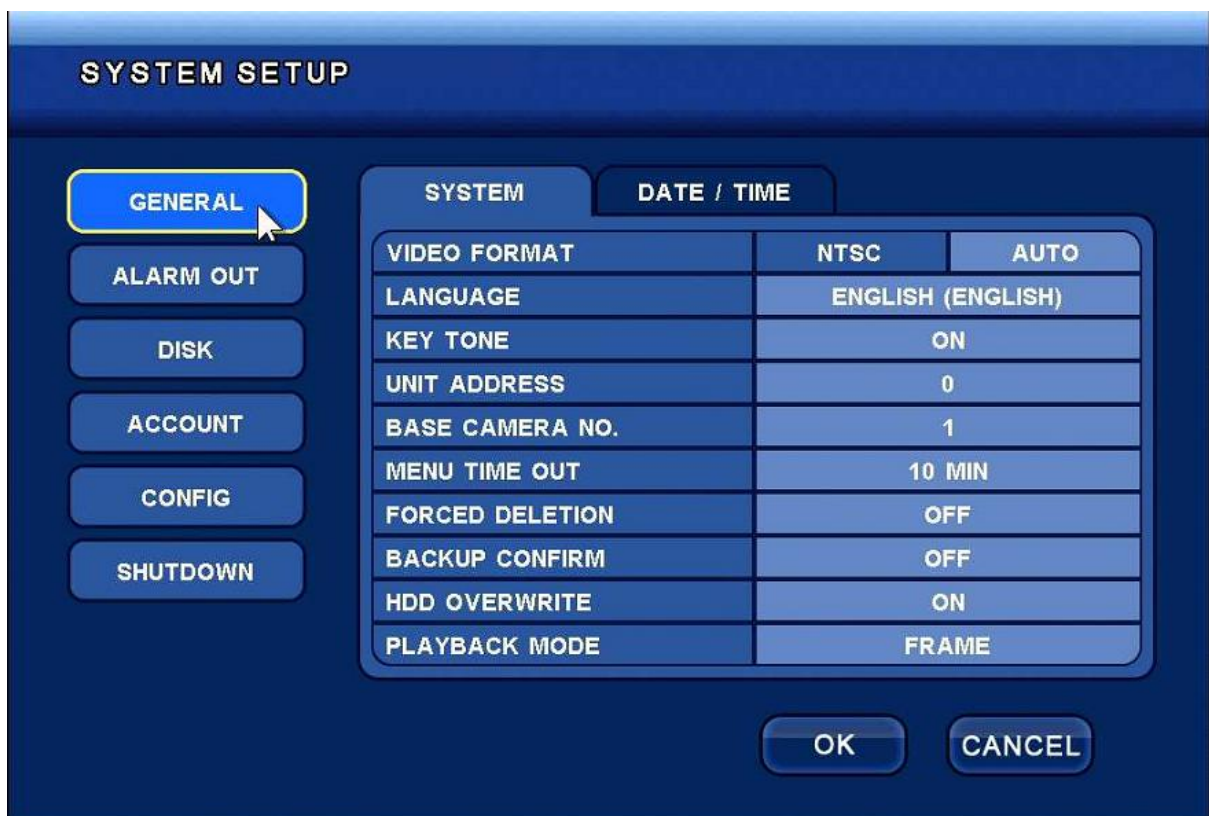 SYSTEM SETUP
GENERAL
ALARM OUT
DISK
ACCOUNT
CONFIG
SHUTDOWN
SYSTEM DATE / TIME
VIDEO FORMAT NTSC AUTO
LANGUAGE ENGLISH (ENGLISH)
KEY TONE ON
UNIT ADDRESS 0
BASE CAMERA NO. 1
MENU TIME OUT 10 MIN
FORCED DELETION OFF
BACKUP CONFIRM OFF
HDD OVERWRITE ON
PLAYBACK MODE FRAME
OK CANCEL